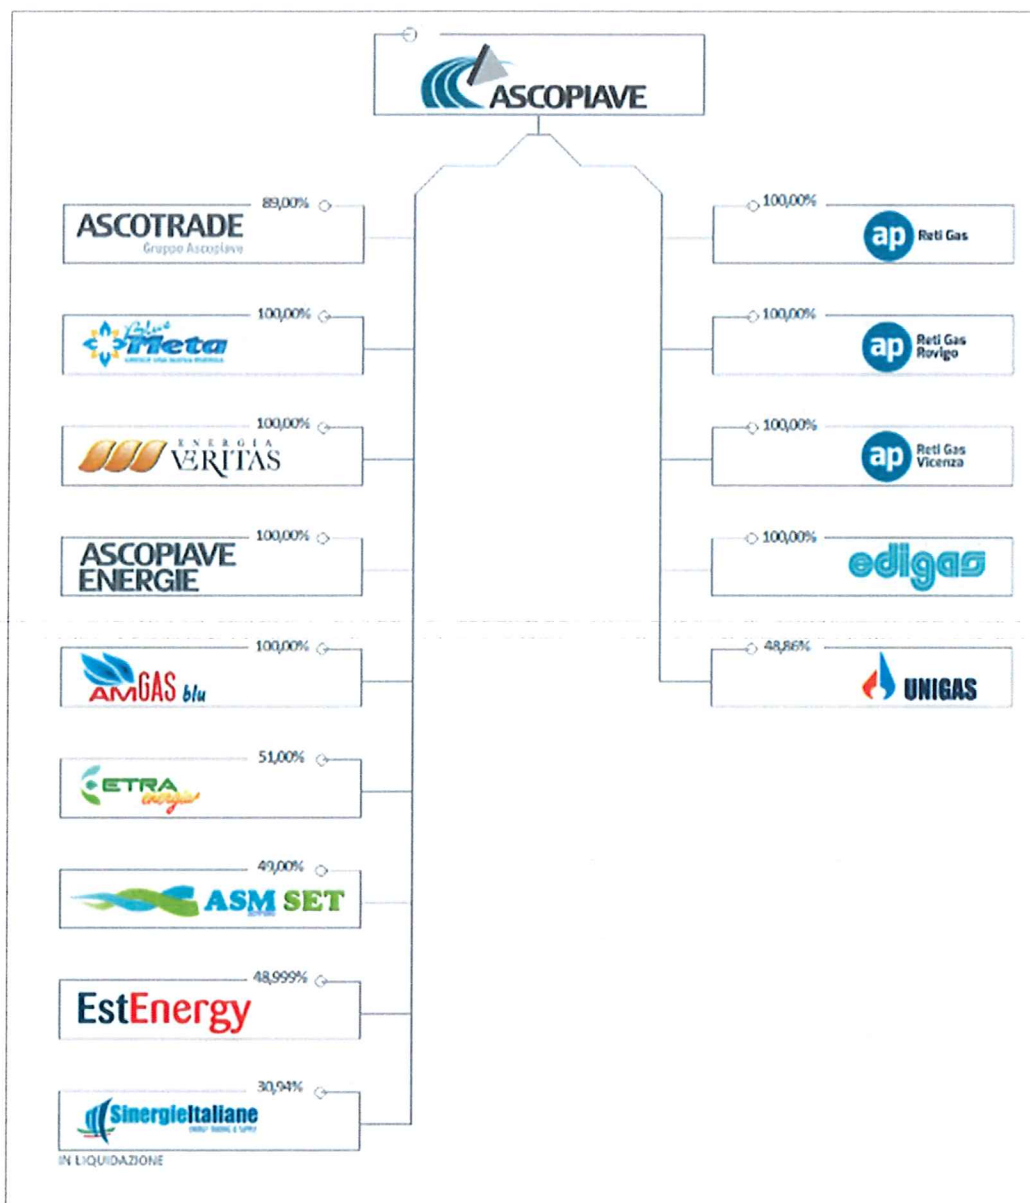 ASCOPIAVE
89,00%
ASCOTRADE
Gruppo Ascopiave
100,00%
Blue
Meta
100,00%
ENERGIA
VERITAS
100,00%
ASCOPIAVE
ENERGIE
100,00%
AMGAS blu
51,00%
ETRA
energia
49,00%
ASM SET
48,999%
EstEnergy
30,94%
SinergieItaliane
IN LIQUIDAZIONE
100,00%
ap Reti Gas
100,00%
ap Reti Gas
Rovigo
100,00%
ap Reti Gas
Vicenza
100,00%
edigas
48,86%
UNIGAS